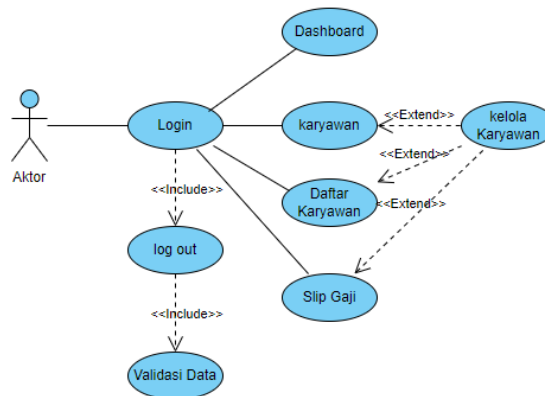 Dashboard
Aktor
Login
karyawan
<<Extend>>
kelola
Karyawan
<<Extend>>
<<Include>>
Daftar
Karyawan
<<Extend>>
log out
Slip Gaji
<<Include>>
Validasi Data